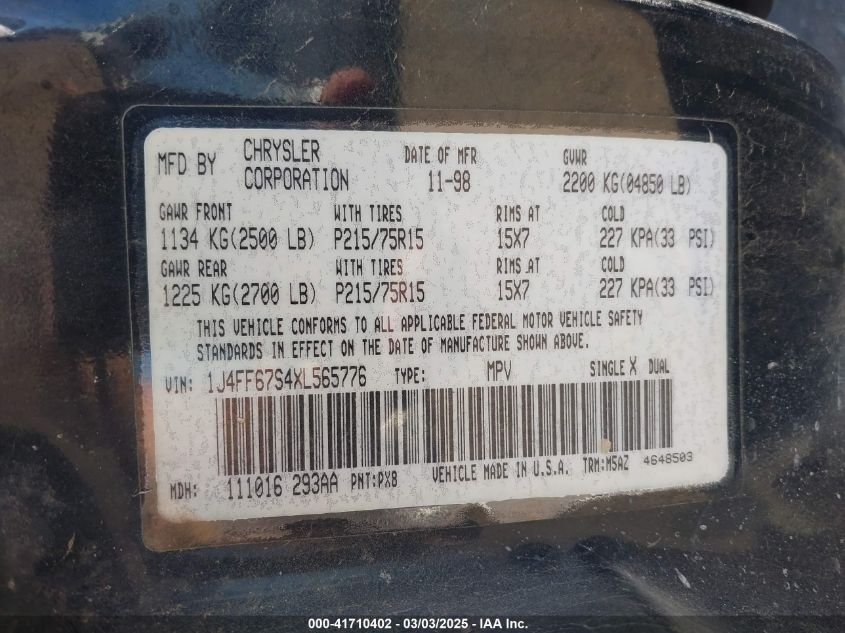 MFD BY CHRYSLER CORPORATION DATE OF MFR 11-98 GVWR 2200 KG(04850 LB)
GAWR FRONT WITH TIRES RIMS AT COLD
1134 KG(2500 LB) P215/75R15 15X7 227 KPA(33 PSI)
GAWR REAR WITH TIRES RIMS AT COLD
1225 KG(2700 LB) P215/75R15 15X7 227 KPA(33 PSI)
THIS VEHICLE CONFORMS TO ALL APPLICABLE FEDERAL MOTOR VEHICLE SAFETY
STANDARDS IN EFFECT ON THE DATE OF MANUFACTURE SHOWN ABOVE.
VIN: 1J4FF67S4XL565776 TYPE: MPV SINGLE X DUAL
MDH: 111016 293AA PNT:PX8 VEHICLE MADE IN U.S.A. TRM:M5AZ 4648503
000-41710402 - 03/03/2025 - IAA Inc.